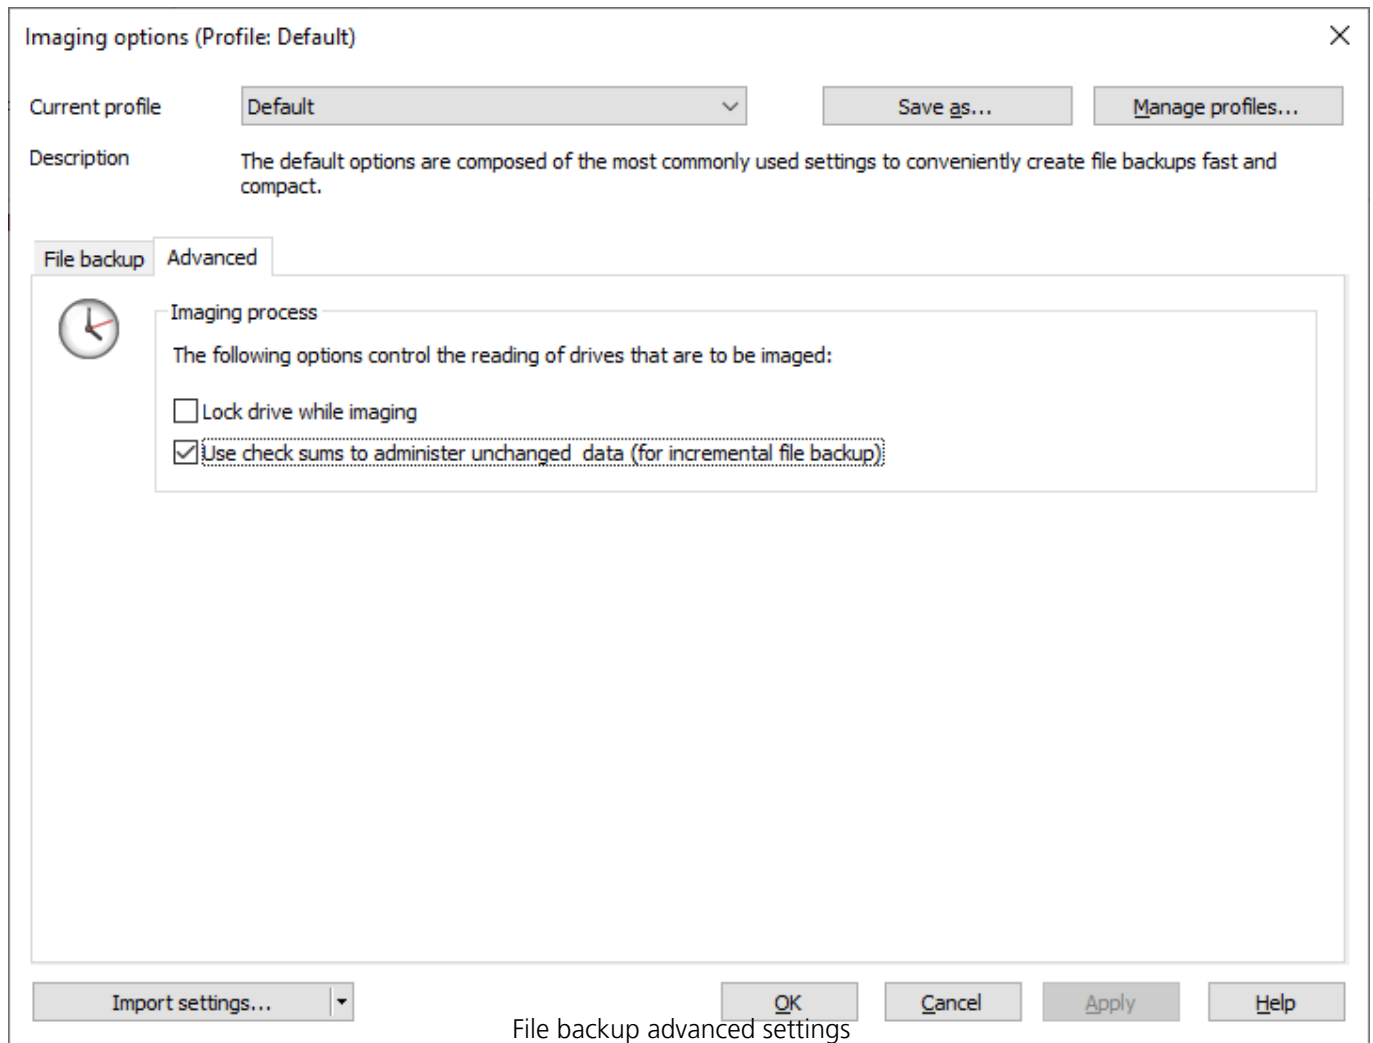 Imaging options (Profile: Default)
Current profile
Default
Save as...
Manage profiles...
Description
The default options are composed of the most commonly used settings to conveniently create file backups fast and
compact.
File backup
Advanced
Imaging process
The following options control the reading of drives that are to be imaged:
Lock drive while imaging
Use check sums to administer unchanged  data (for incremental file backup)
Import settings...
OK
Cancel
Apply
Help
File backup advanced settings